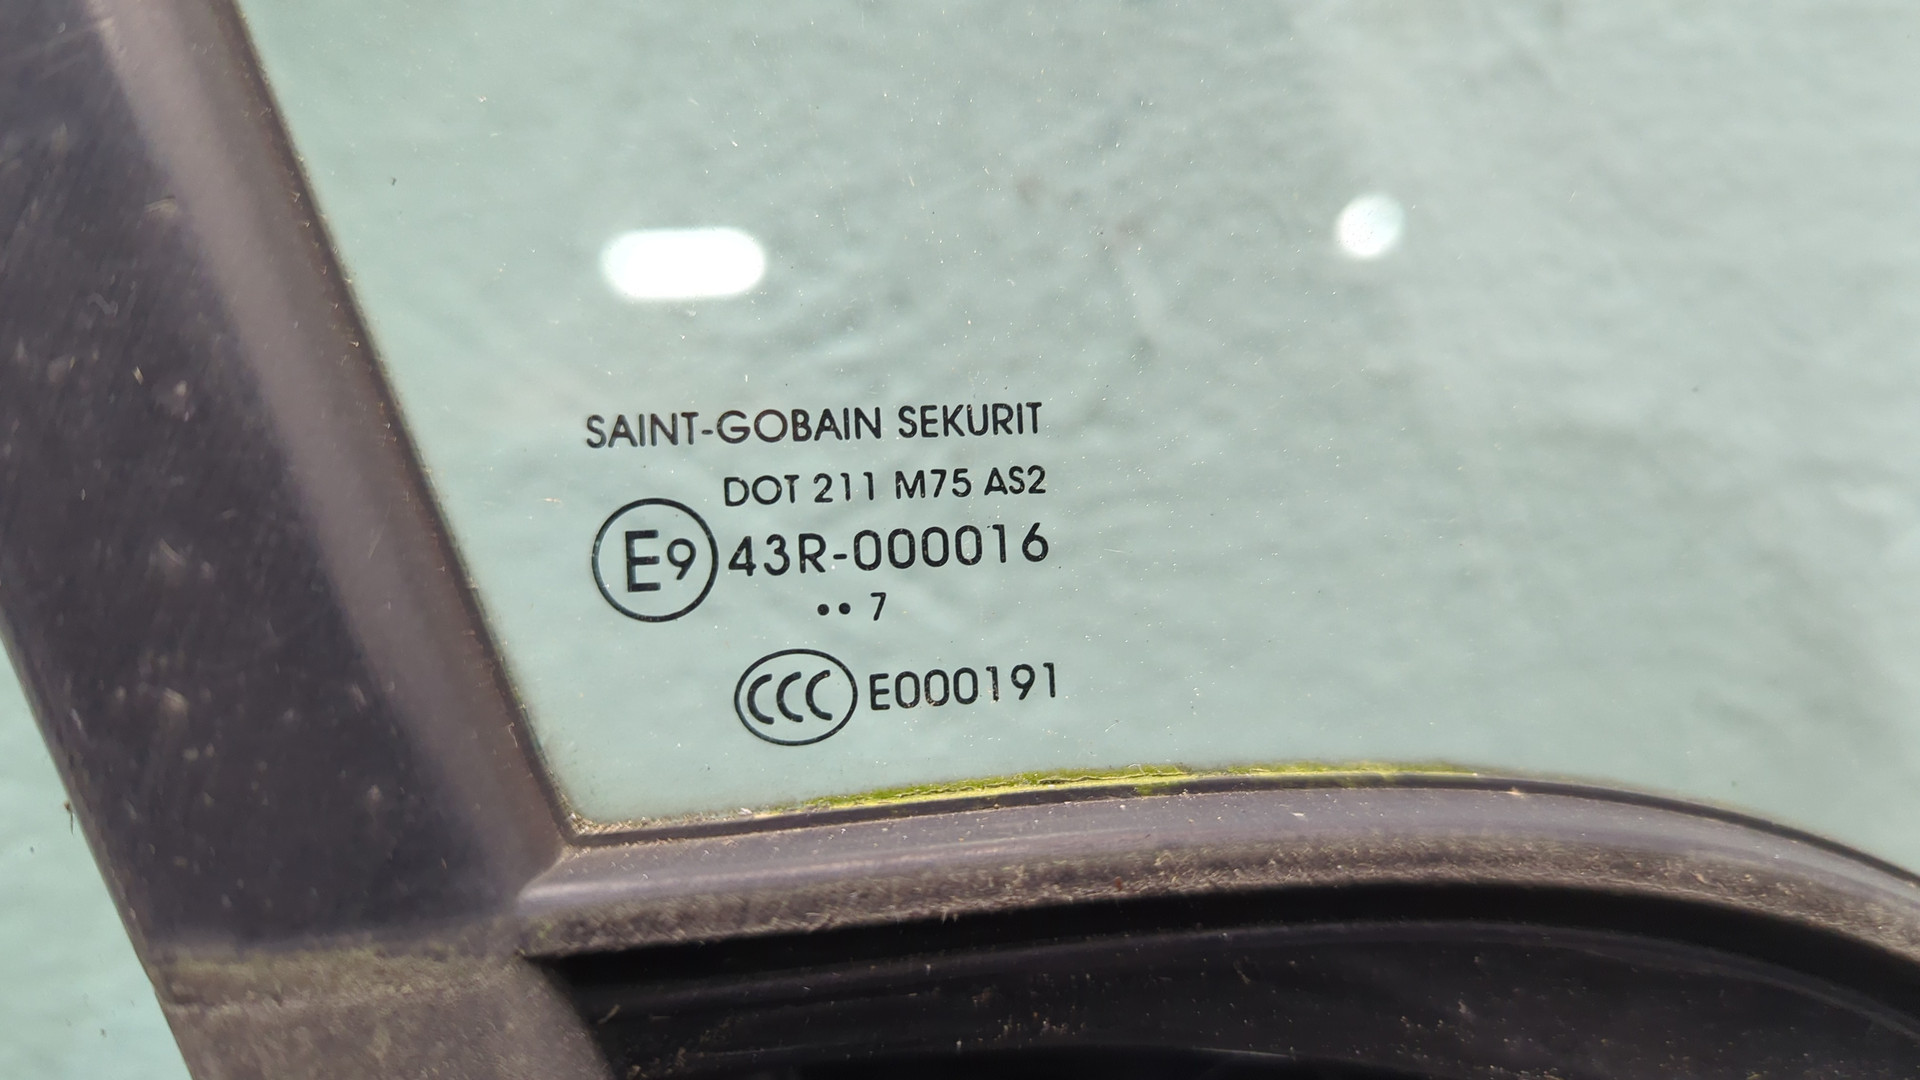 SAINT-GOBAIN SEKURIT
DOT 211 M75 AS2
E9 43R-000016
•• 7
CCC E000191